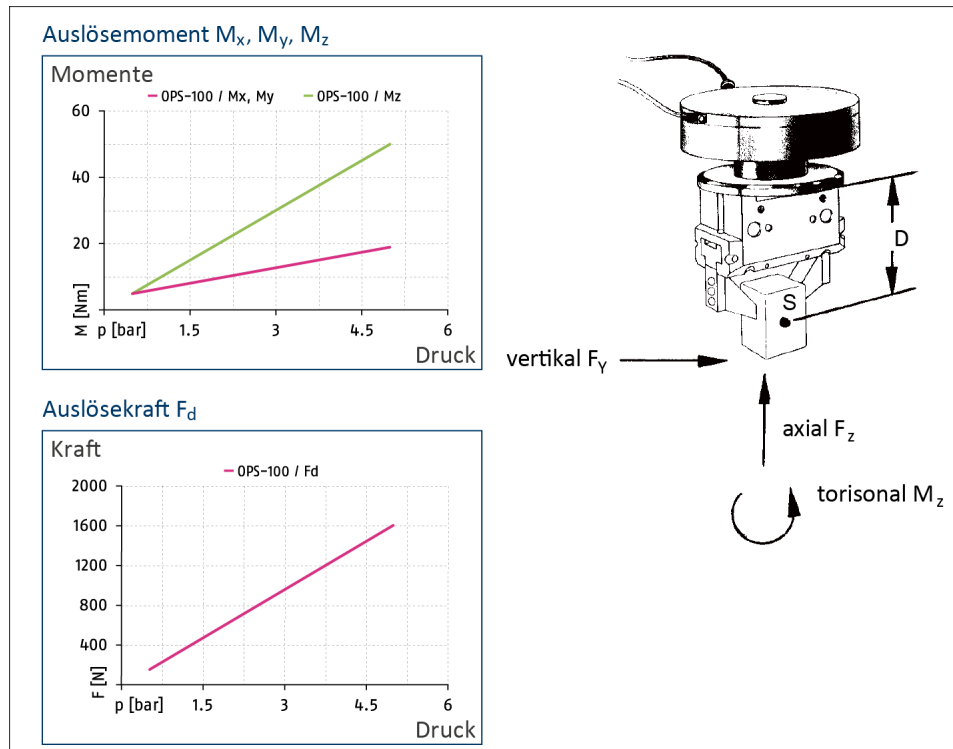 Auslösemoment Mx, My, Mz
Momente
OPS-100 / Mx, My OPS-100 / Mz
60
40
20
M [Nm]
p [bar] 1.5 3 4.5 6
Druck
Auslösekraft Fd
Kraft
OPS-100 / Fd
2000
1600
1200
800
400
F [N]
p [bar] 1.5 3 4.5 6
Druck
D
S
vertikal FY
axial Fz
torisonal Mz